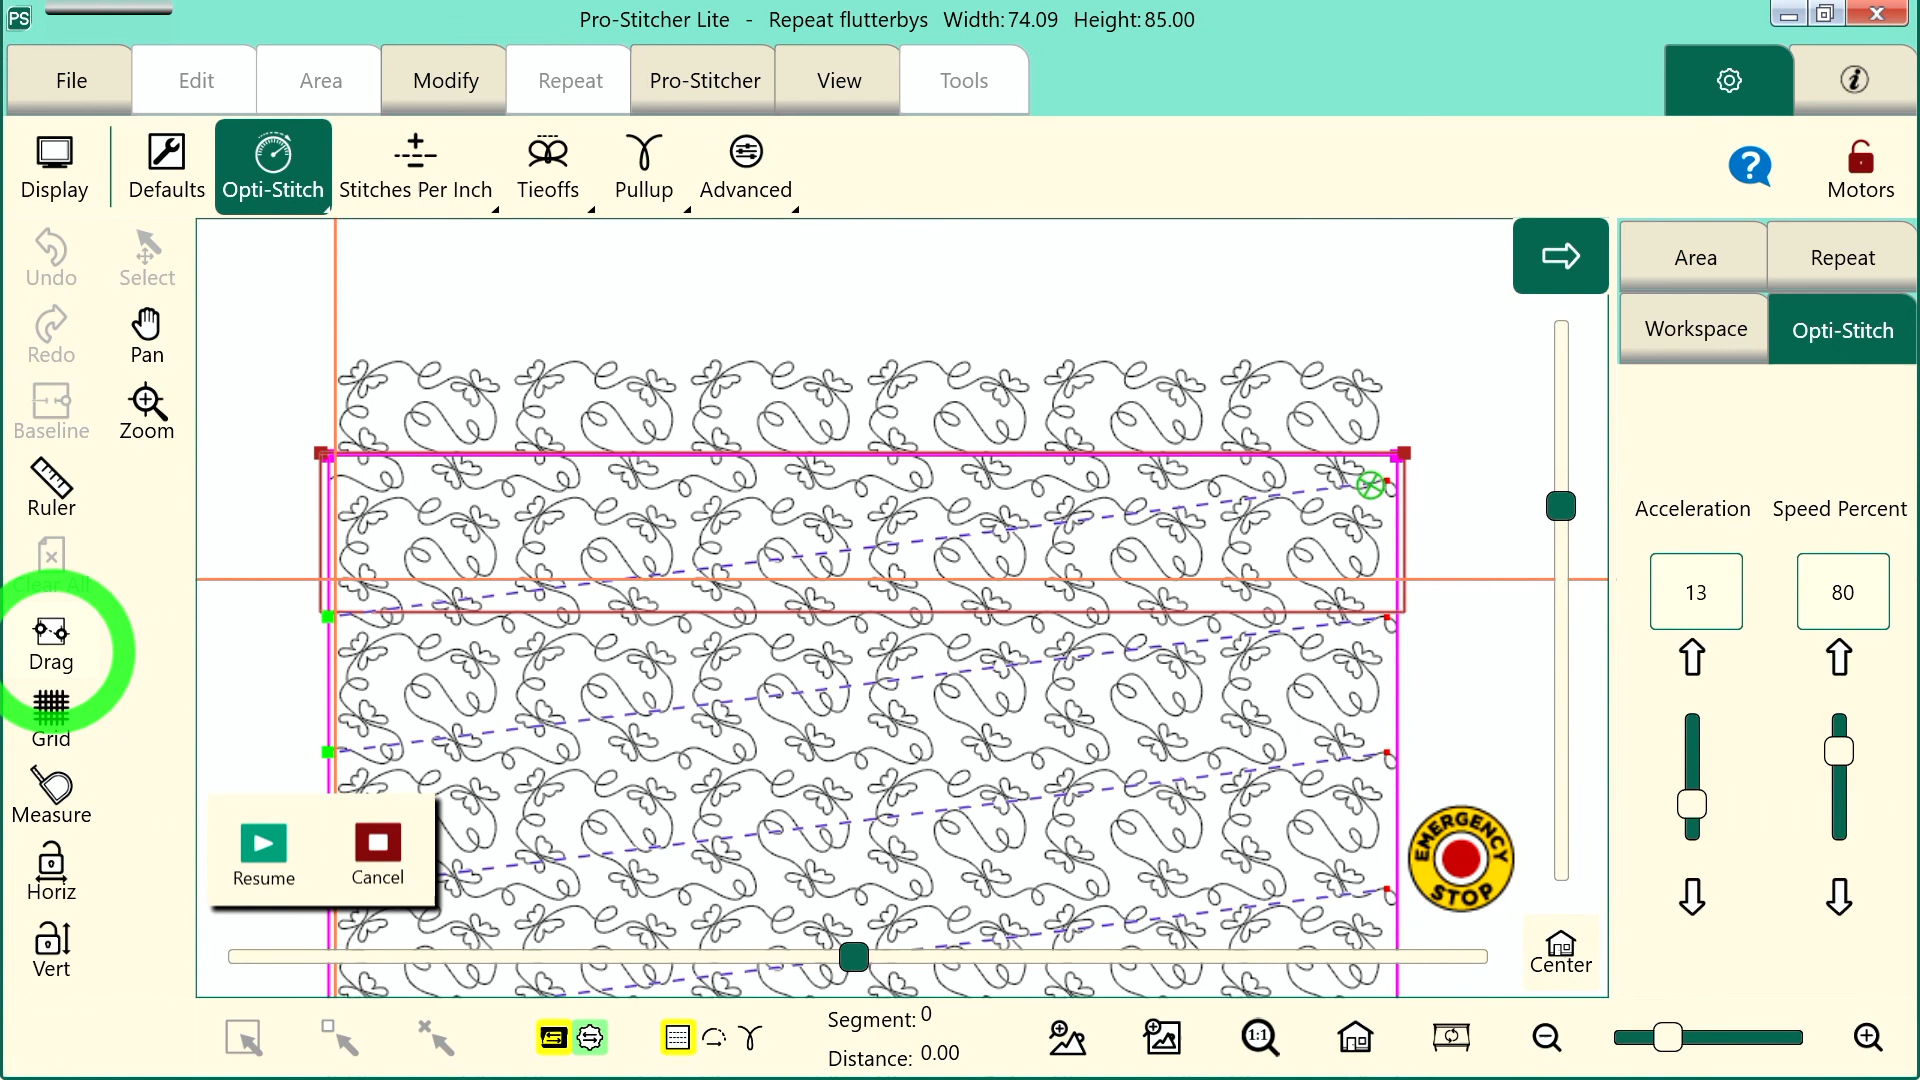 PS
Pro-Stitcher Lite - Repeat flutterbys Width: 74.09 Height: 85.00
File Edit Area Modify Repeat Pro-Stitcher View Tools
Display Defaults Opti-Stitch Stitches Per Inch Tieoffs Pullup Advanced Motors
Undo Select
Area Repeat
Redo Pan
Workspace Opti-Stitch
Baseline Zoom
Ruler
Acceleration Speed Percent
Clear All
13 80
Drag
Grid
Measure
Resume Cancel
EMERGENCY
STOP
Horiz
Vert
Center
Segment: 0
1:1
Distance: 0.00